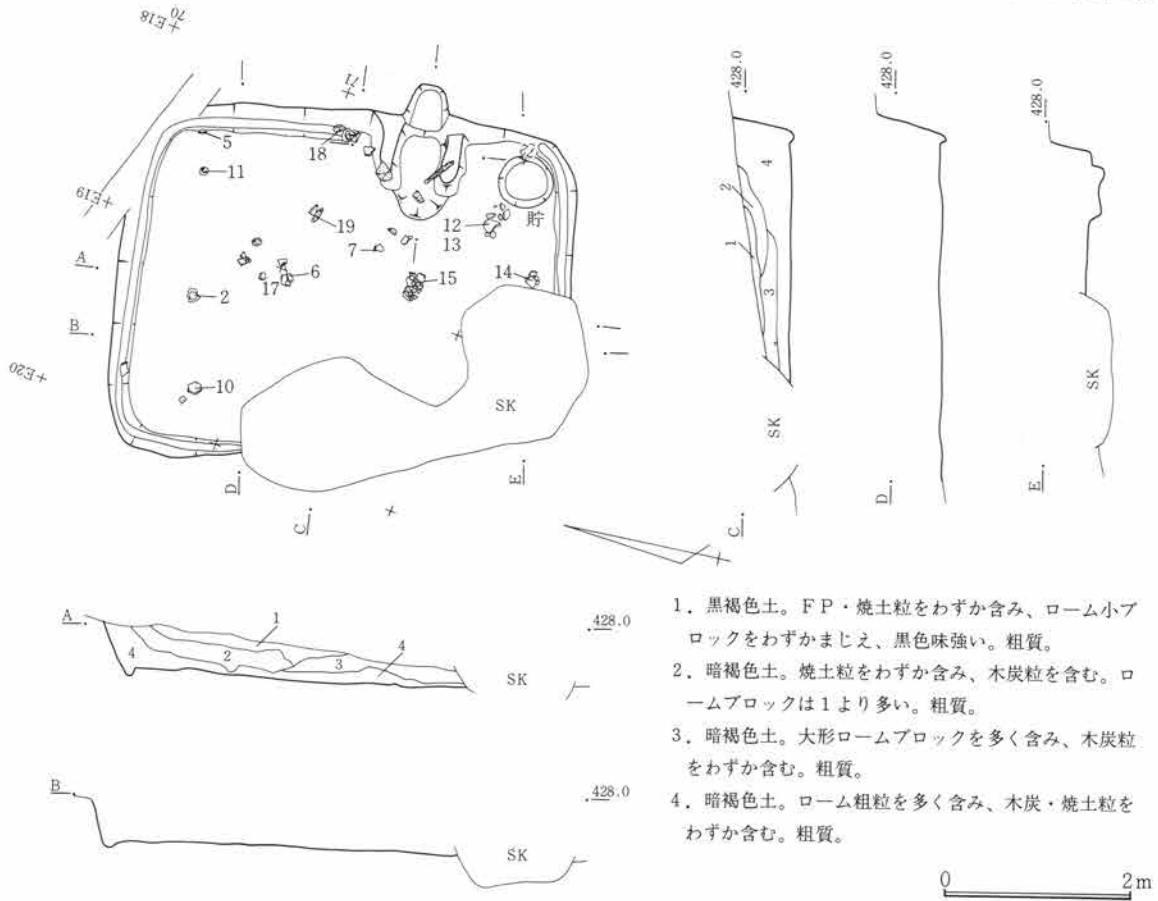 +E18
70
71
+
5
18
11
+E19
19
12
貯
A
7
13
6
15
14
17
2
B
+E20
10
SK
D
E
C
428.0
428.0
428.0
4
2
1
3
SK
SK
C
D
E
A
1
428.0
4
2
3
4
SK
B
428.0
SK
1. 黒褐色土。FP・焼土粒をわずか含み、ローム小ブ
ロックをわずかまじえ、黒色味強い。粗質。
2. 暗褐色土。焼土粒をわずか含み、木炭粒を含む。ロ
ームブロックは1より多い。粗質。
3. 暗褐色土。大形ロームブロックを多く含み、木炭粒
をわずか含む。粗質。
4. 暗褐色土。ローム粗粒を多く含み、木炭・焼土粒を
わずか含む。粗質。
0 2m